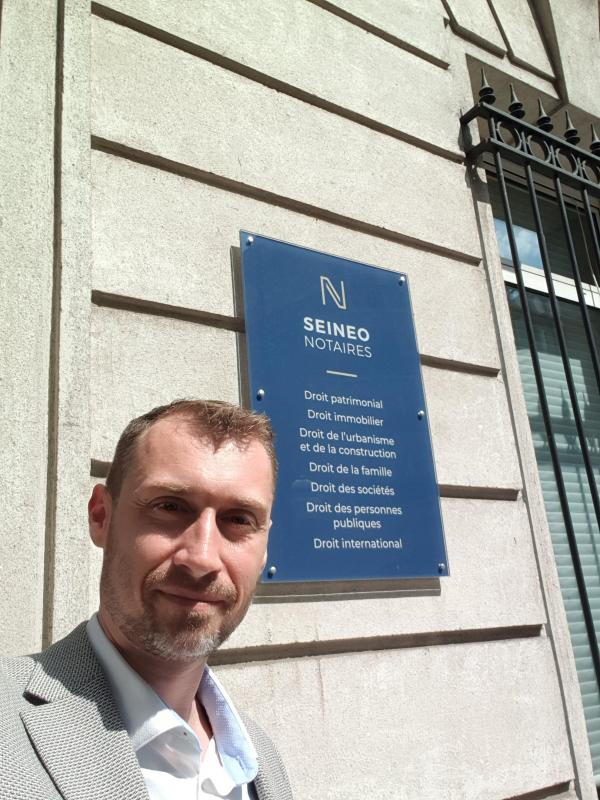 N
SEINEO
NOTAIRES
Droit patrimonial
Droit immobilier
Droit de l'urbanisme
et de la construction
Droit de la famille
Droit des sociétés
Droit des personnes
publiques
Droit international